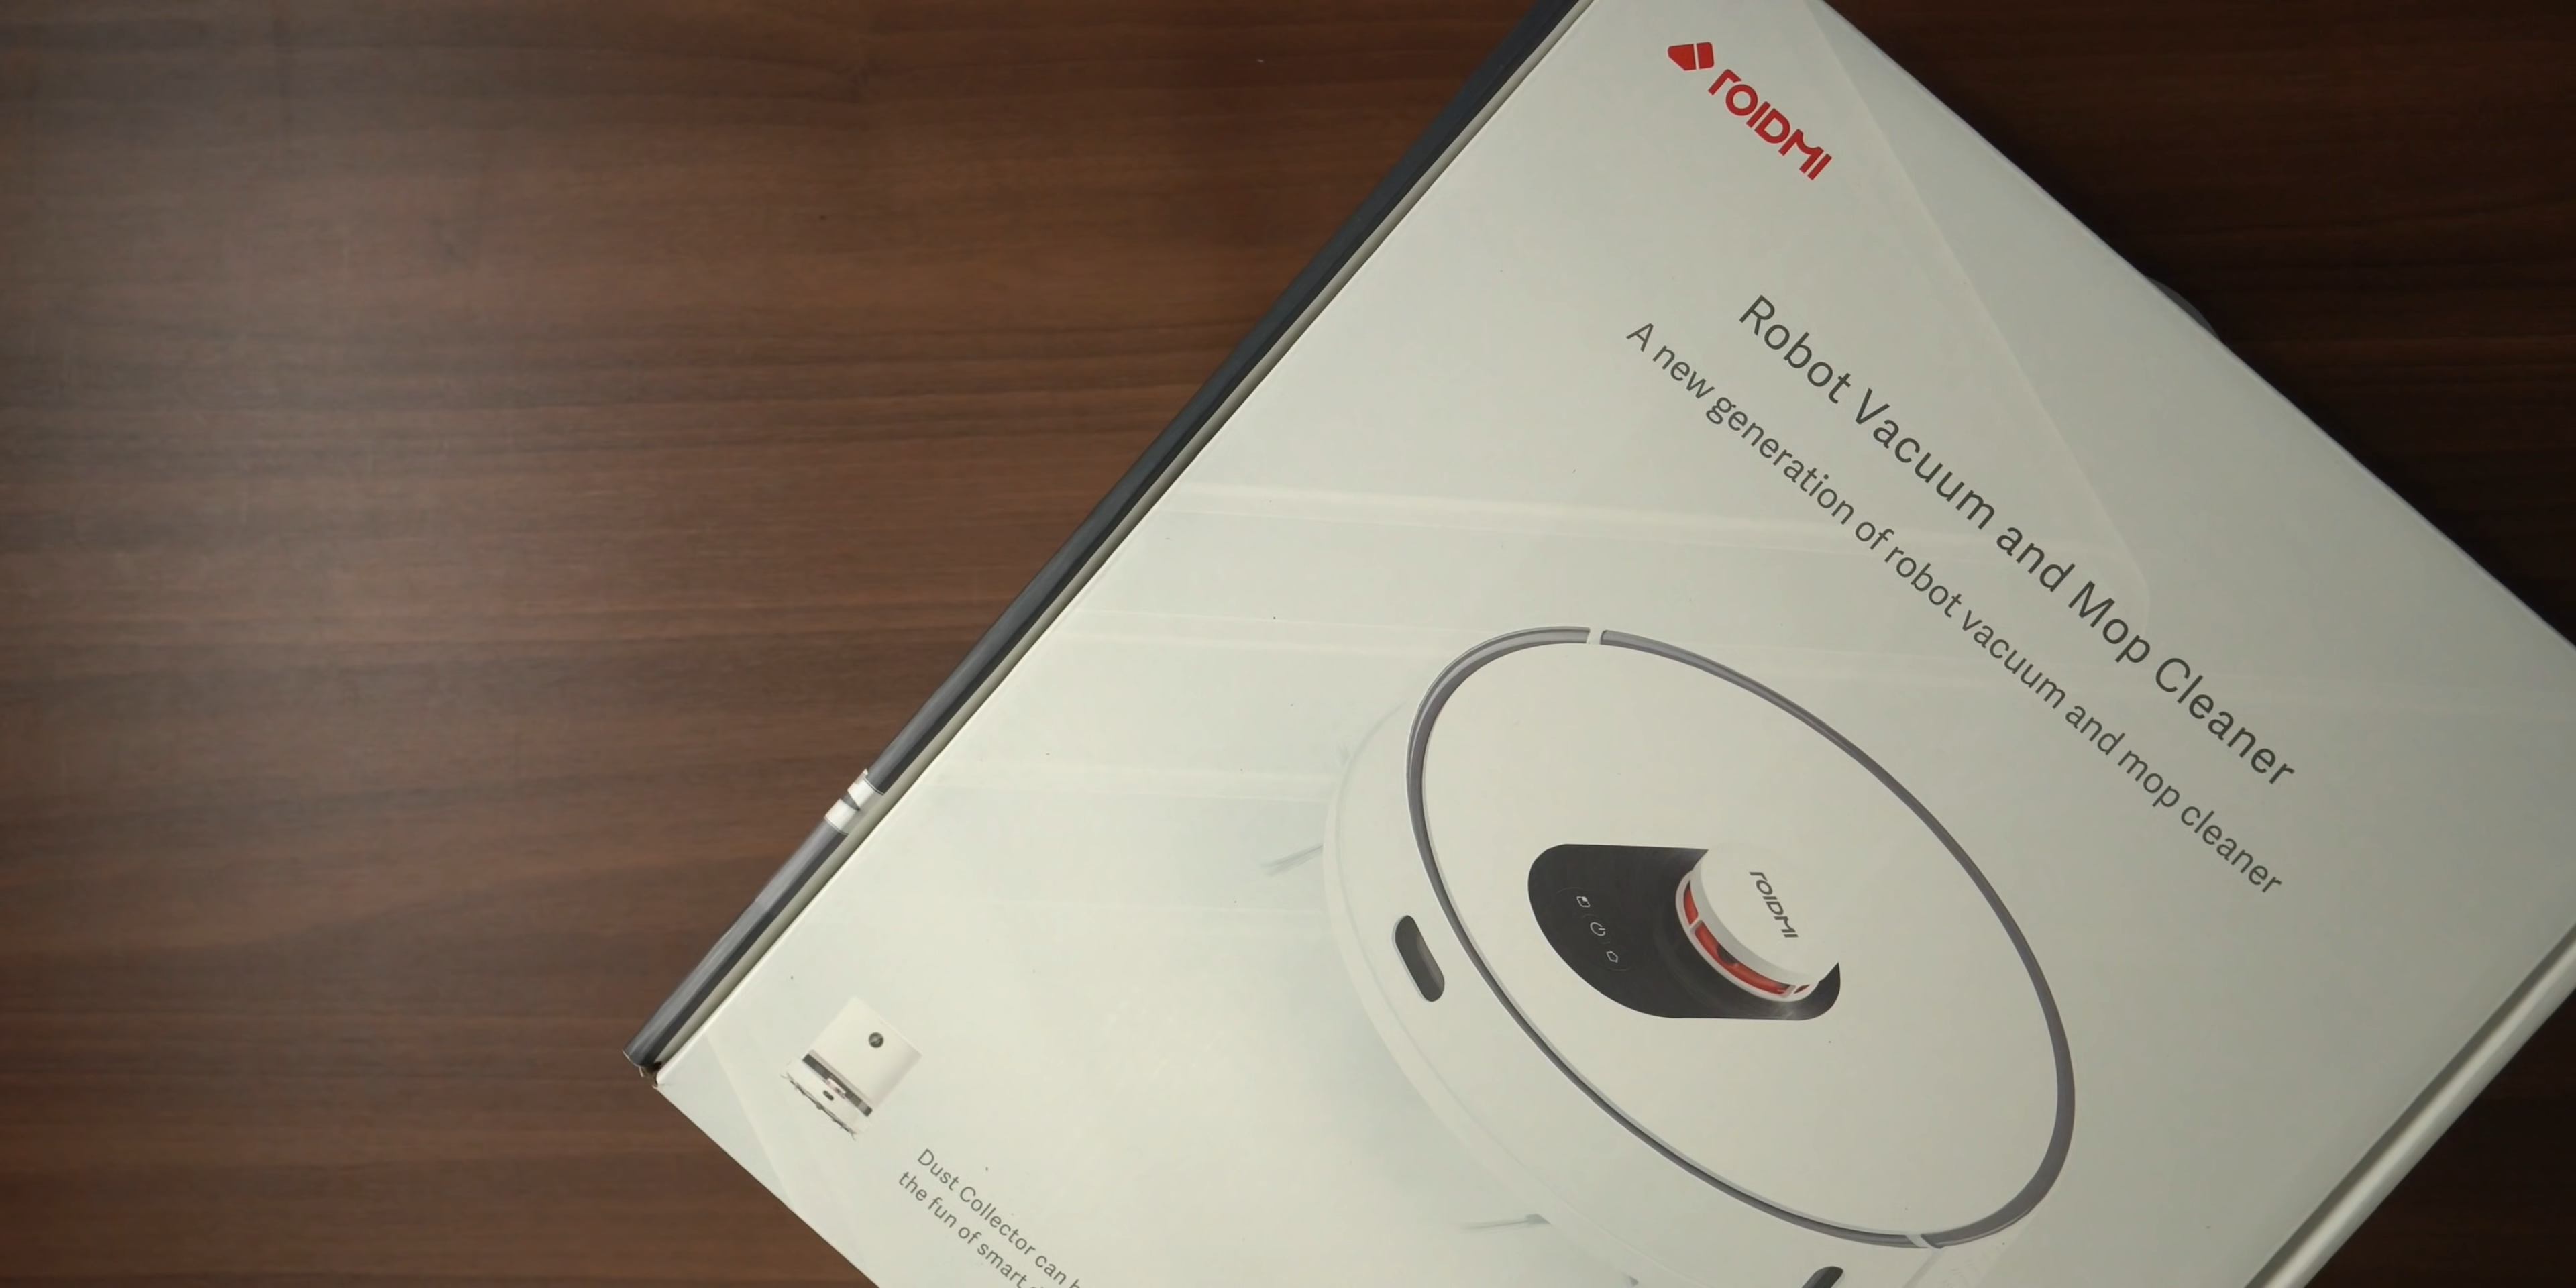 roidmi
Robot Vacuum and Mop Cleaner
A new generation of robot vacuum and mop cleaner
roidmi
Dust Collector can
the fun of smart